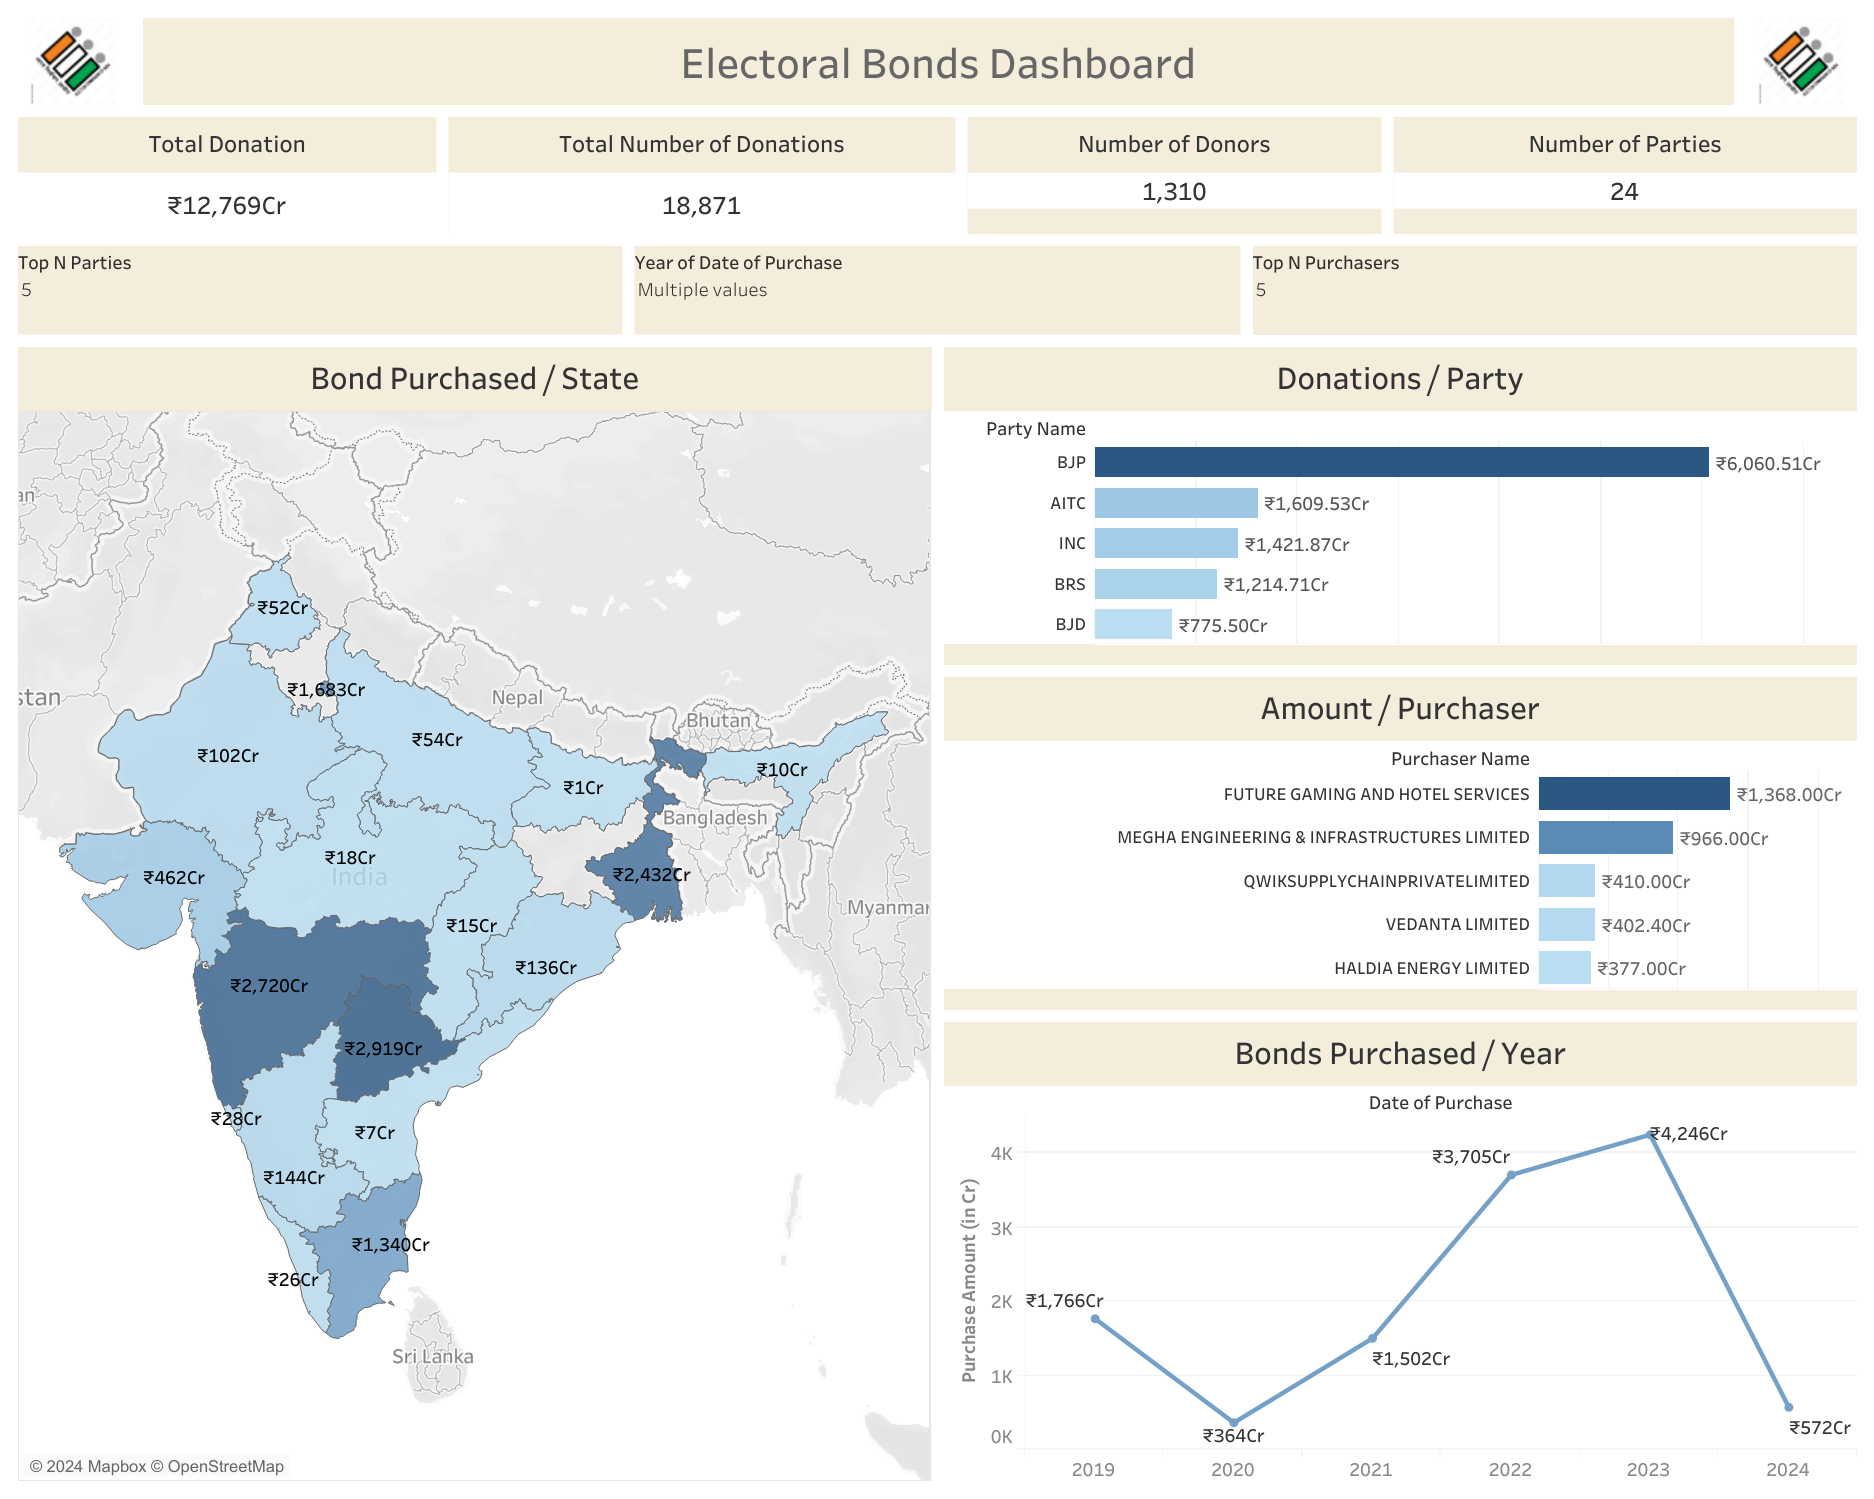 Electoral Bonds Dashboard
Total Donation
₹12,769Cr
Total Number of Donations
18,871
Number of Donors
1,310
Number of Parties
24
Top N Parties
5
Year of Date of Purchase
Multiple values
Top N Purchasers
5
Bond Purchased / State
an
₹52Cr
stan
₹1,683Cr
Nepal
Bhutan
₹102Cr
₹54Cr
₹10Cr
₹1Cr
Bangladesh
₹18Cr
India
₹462Cr
₹2,432Cr
Myanmar
₹15Cr
₹136Cr
₹2,720Cr
₹2,919Cr
₹28Cr
₹7Cr
₹144Cr
₹1,340Cr
₹26Cr
Sri Lanka
© 2024 Mapbox © OpenStreetMap
Donations / Party
Party Name
BJP ₹6,060.51Cr
AITC ₹1,609.53Cr
INC ₹1,421.87Cr
BRS ₹1,214.71Cr
BJD ₹775.50Cr
Amount / Purchaser
Purchaser Name
FUTURE GAMING AND HOTEL SERVICES ₹1,368.00Cr
MEGHA ENGINEERING & INFRASTRUCTURES LIMITED ₹966.00Cr
QWIKSUPPLYCHAINPRIVATELIMITED ₹410.00Cr
VEDANTA LIMITED ₹402.40Cr
HALDIA ENERGY LIMITED ₹377.00Cr
Bonds Purchased / Year
Date of Purchase
Purchase Amount (in Cr)
4K
3K
2K
1K
0K
₹1,766Cr
₹364Cr
₹1,502Cr
₹3,705Cr
₹4,246Cr
₹572Cr
2019 2020 2021 2022 2023 2024